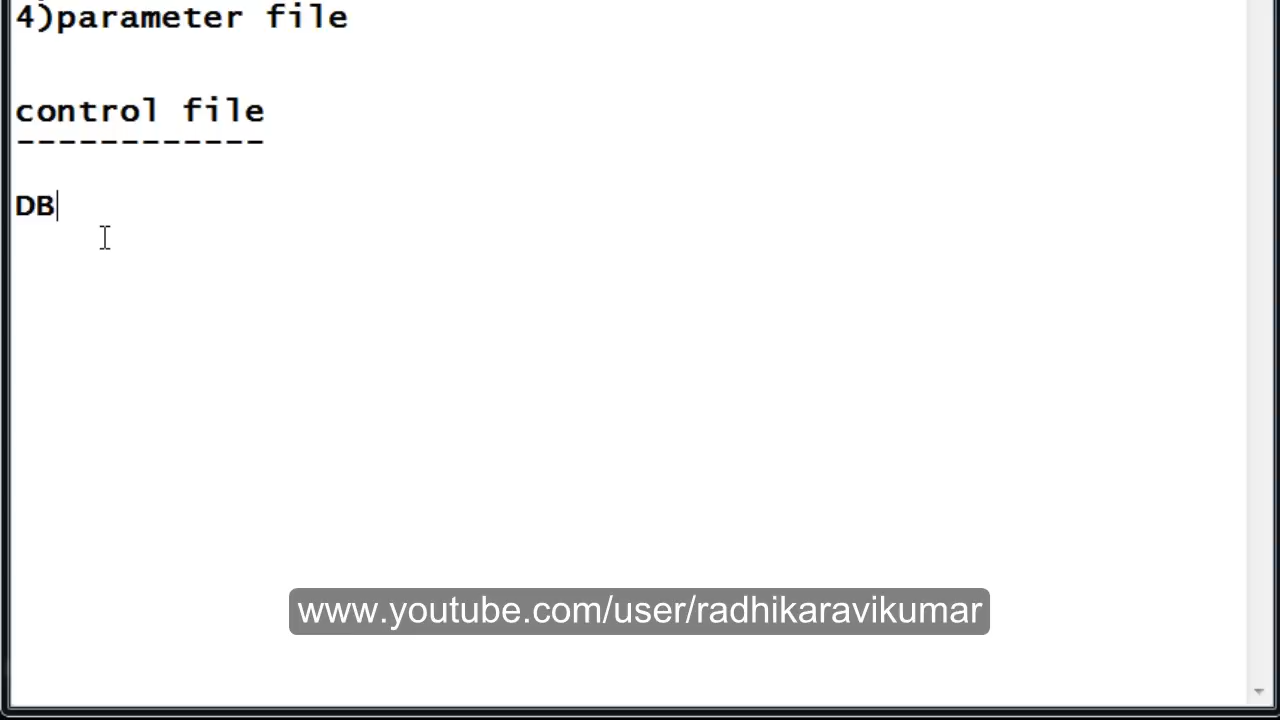 4)parameter file
control file
------------
DB
www.youtube.com/user/radhikaravikumar